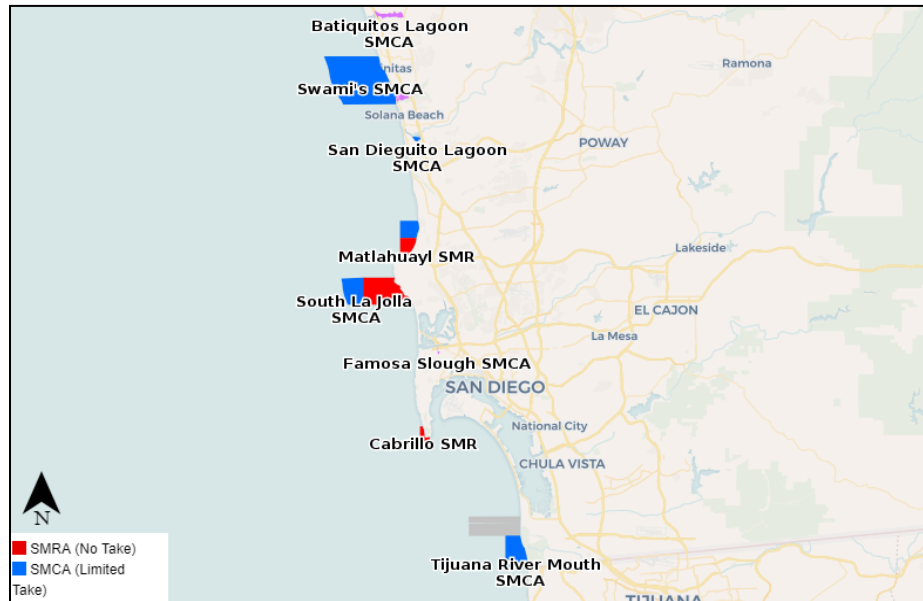 Batiquitos Lagoon
SMCA
Ramona
initas
Swami's SMCA
Solana Beach
POWAY
San Dieguito Lagoon
SMCA
Lakeside
Matlahuayl SMR
South La Jolla
SMCA
EL CAJON
La Mesa
Famosa Slough SMCA
SAN DIEGO
National City
Cabrillo SMR
CHULA VISTA
N
SMRA (No Take)
SMCA (Limited
Take)
Tijuana River Mouth
SMCA
TIJUANA